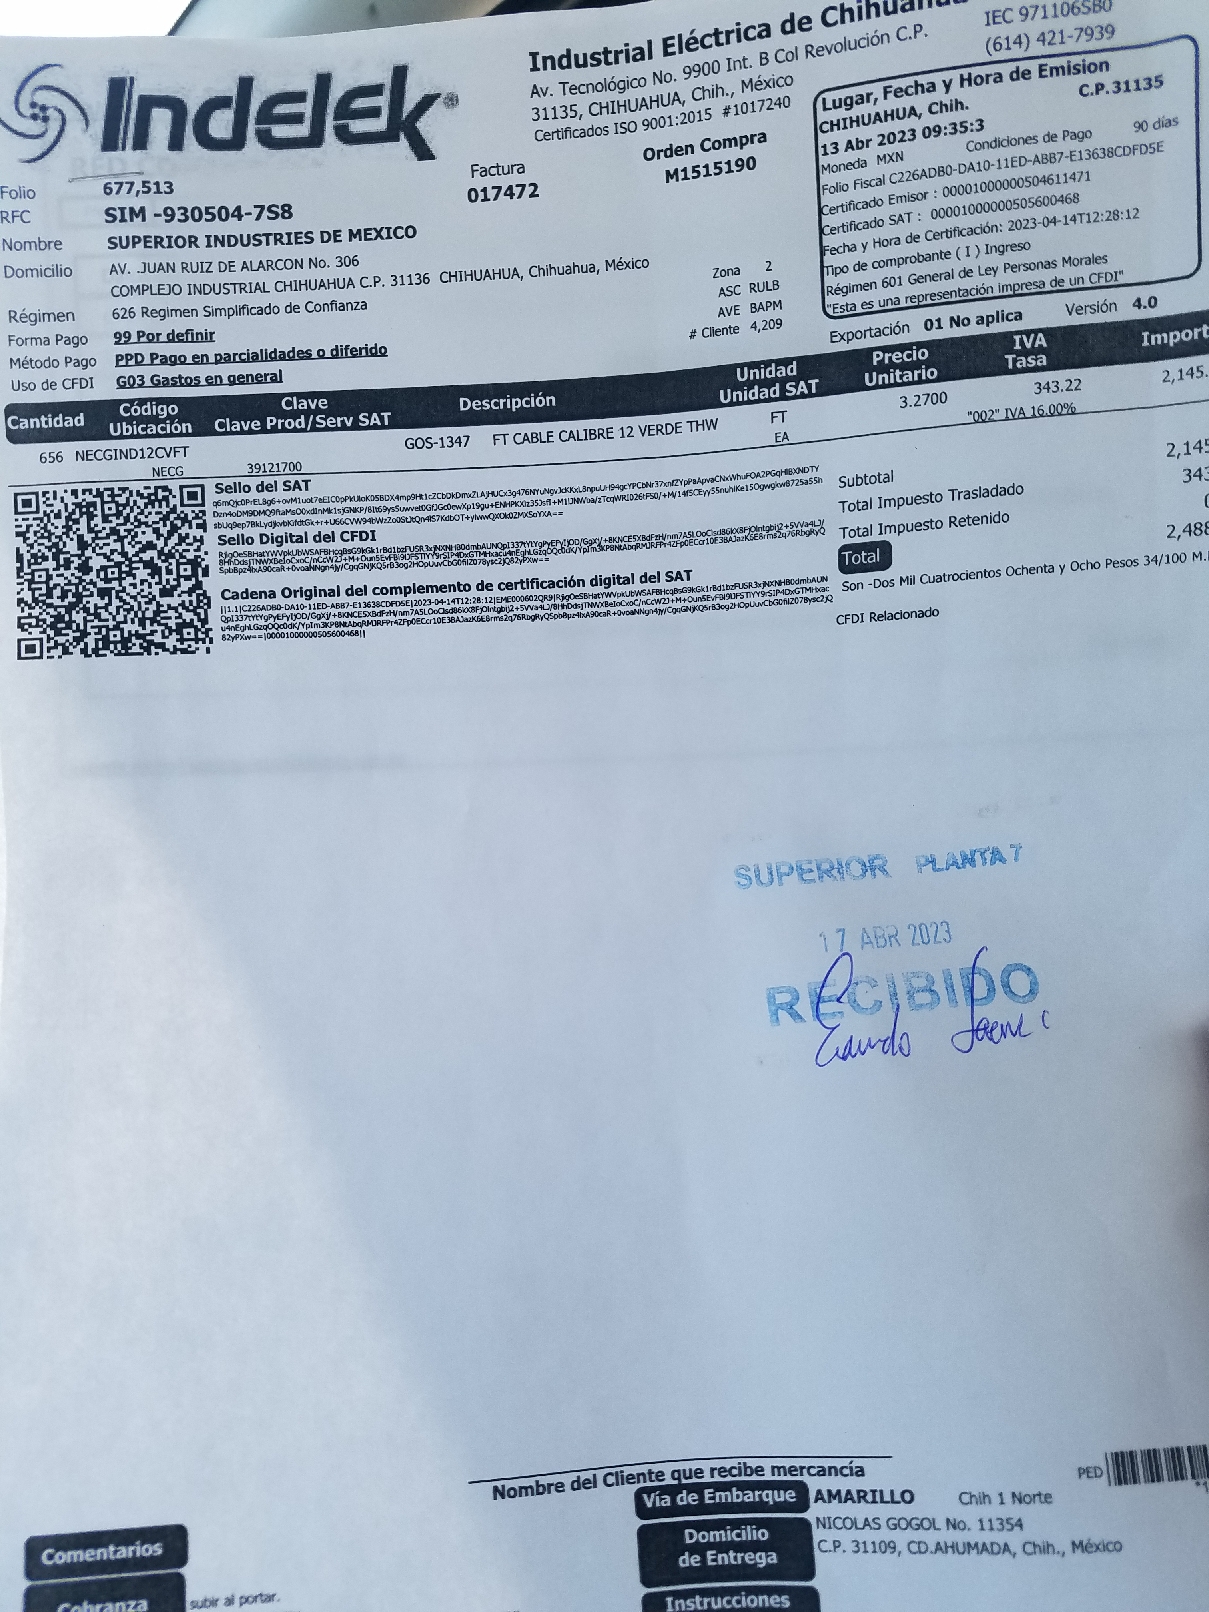 Indelek®
Industrial Eléctrica de Chihuahua
Av. Tecnológico No. 9900 Int. B Col Revolución C.P.
31135, CHIHUAHUA, Chih., México
Certificados ISO 9001:2015 #1017240
IEC 971106SB0
(614) 421-7939
Lugar, Fecha y Hora de Emision
CHIHUAHUA, Chih. C.P. 31135
13 Abr 2023 09:35:3
Moneda MXN Condiciones de Pago 90 días
Folio Fiscal C226ADB0-DA10-11ED-ABB7-E13638CDFD5E
Certificado Emisor : 00001000000504611471
Certificado SAT : 00001000000505600468
Fecha y Hora de Certificación: 2023-04-14T12:28:12
Tipo de comprobante ( I ) Ingreso
Régimen 601 General de Ley Personas Morales
"Esta es una representación impresa de un CFDI"
Factura
017472
Orden Compra
M1515190
Folio 677,513
RFC SIM -930504-7S8
Nombre SUPERIOR INDUSTRIES DE MEXICO
Domicilio AV. .JUAN RUIZ DE ALARCON No. 306
COMPLEJO INDUSTRIAL CHIHUAHUA C.P. 31136 CHIHUAHUA, Chihuahua, México
Régimen 626 Regimen Simplificado de Confianza
Forma Pago 99 Por definir
Método Pago PPD Pago en parcialidades o diferido
Uso de CFDI G03 Gastos en general
Zona 2
ASC RULB
AVE BAPM
# Cliente 4,209
Exportación 01 No aplica Versión 4.0
Cantidad Código Ubicación Clave Clave Prod/Serv SAT Descripción Unidad Unidad SAT Precio Unitario IVA Tasa Import
656 NECGIND12CVFT GOS-1347 FT CABLE CALIBRE 12 VERDE THW FT 3.2700 343.22 2,145.
NECG 39121700 EA "002" IVA 16.00%
Sello del SAT
Sello Digital del CFDI
Cadena Original del complemento de certificación digital del SAT
Subtotal 2,145
Total Impuesto Trasladado 343
Total Impuesto Retenido
Total 2,488
Son -Dos Mil Cuatrocientos Ochenta y Ocho Pesos 34/100 M.
CFDI Relacionado
SUPERIOR PLANTA 7
17 ABR 2023
RECIBIDO
Nombre del Cliente que recibe mercancía
PED
Vía de Embarque AMARILLO Chih 1 Norte
Domicilio de Entrega NICOLAS GOGOL No. 11354
C.P. 31109, CD.AHUMADA, Chih., México
Instrucciones
Comentarios
Cobranza subir al portar.